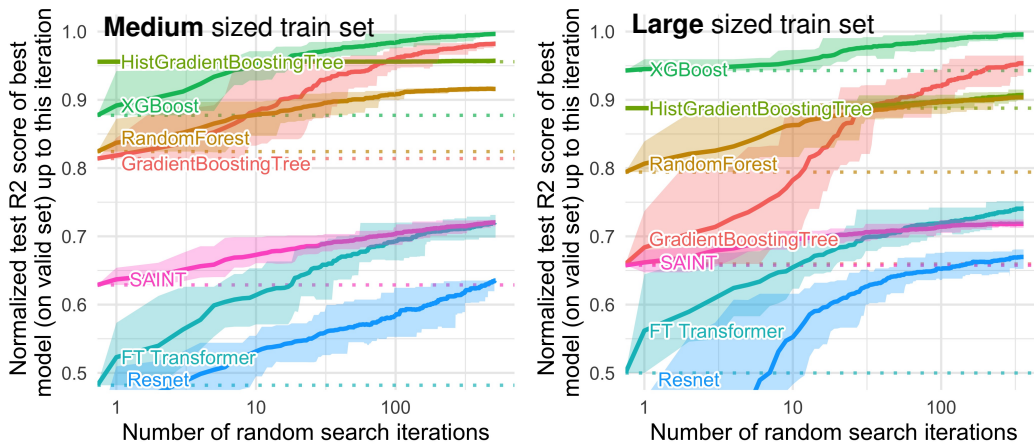 Medium sized train set
Normalized test R2 score of best
model (on valid set) up to this iteration
1.0
0.9
0.8
0.7
0.6
0.5
HistGradientBoostingTree
XGBoost
RandomForest
GradientBoostingTree
SAINT
FT Transformer
Resnet
1
10
100
Number of random search iterations
Large sized train set
Normalized test R2 score of best
model (on valid set) up to this iteration
1.0
0.9
0.8
0.7
0.6
0.5
XGBoost
HistGradientBoostingTree
RandomForest
GradientBoostingTree
SAINT
FT Transformer
Resnet
1
10
100
Number of random search iterations